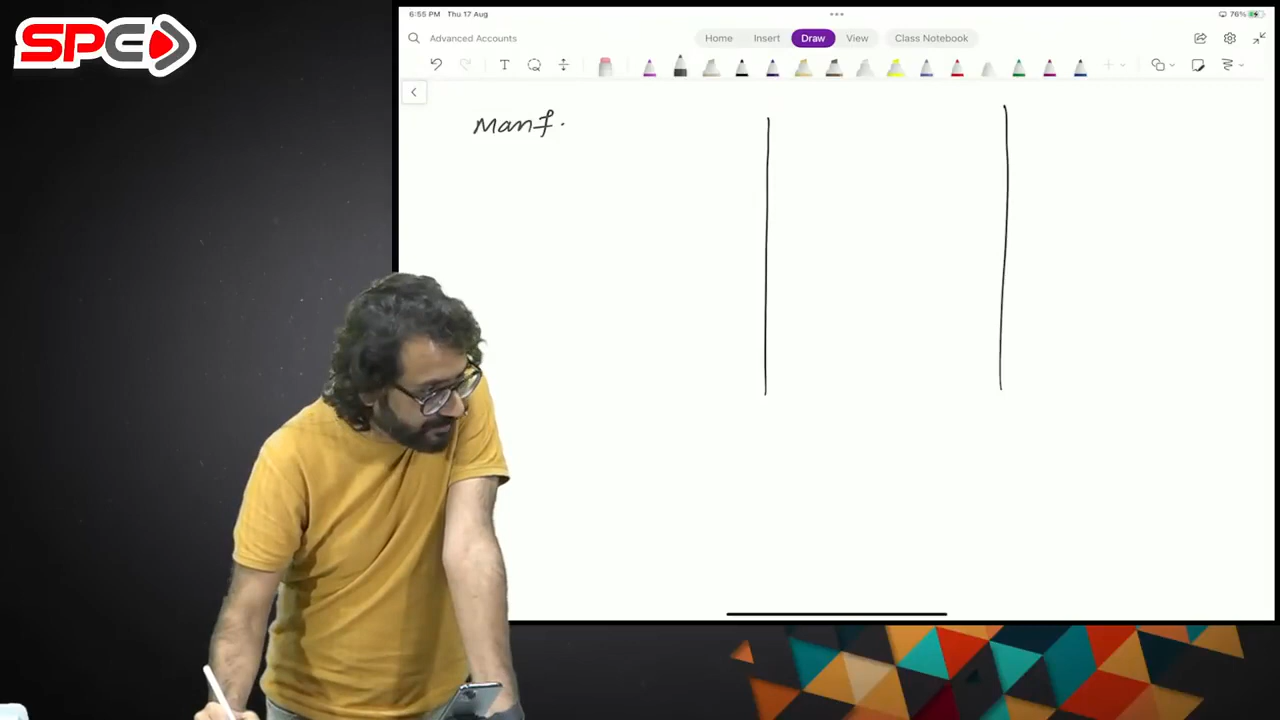 SPE
6:55 PM Thu 17 Aug
76%
Advanced Accounts
Home Insert Draw View Class Notebook
T
Manf.